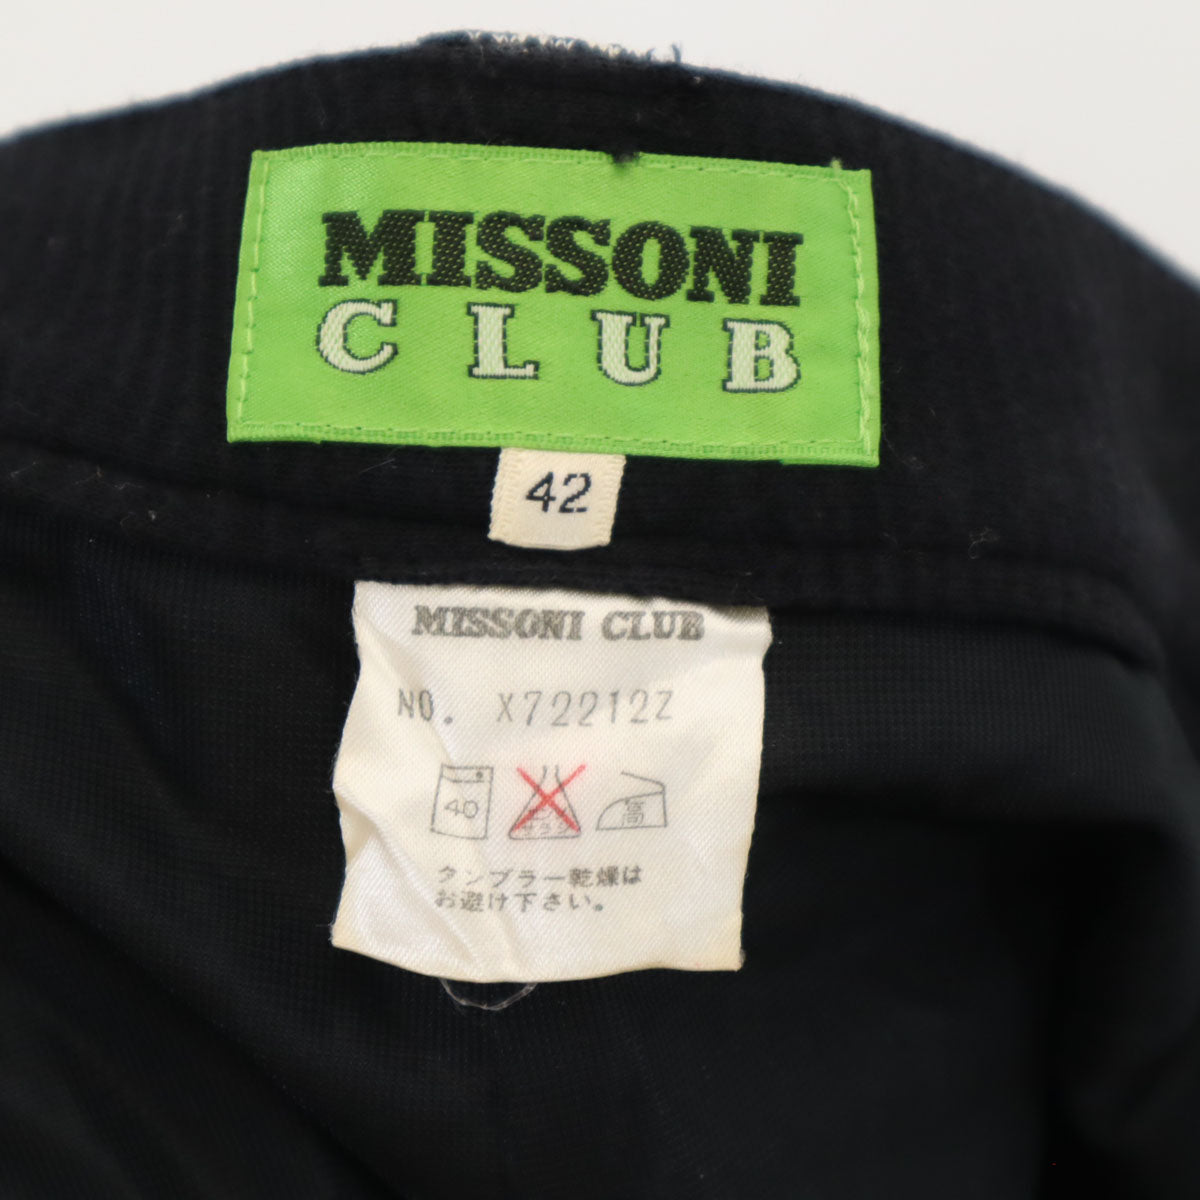 MISSONI
CLUB
42
MISSONI CLUB
NO. X72212Z
40
高
タンブラー乾燥は
お避け下さい。